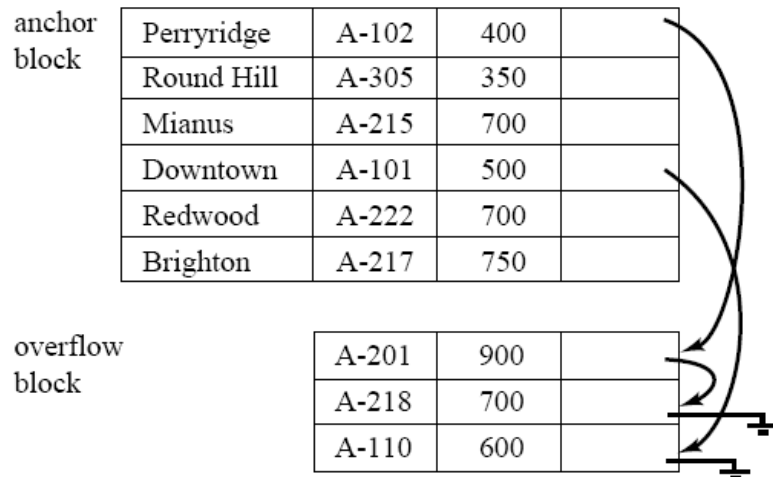 anchor block
Perryridge A-102 400
Round Hill A-305 350
Mianus A-215 700
Downtown A-101 500
Redwood A-222 700
Brighton A-217 750
overflow block
A-201 900
A-218 700
A-110 600